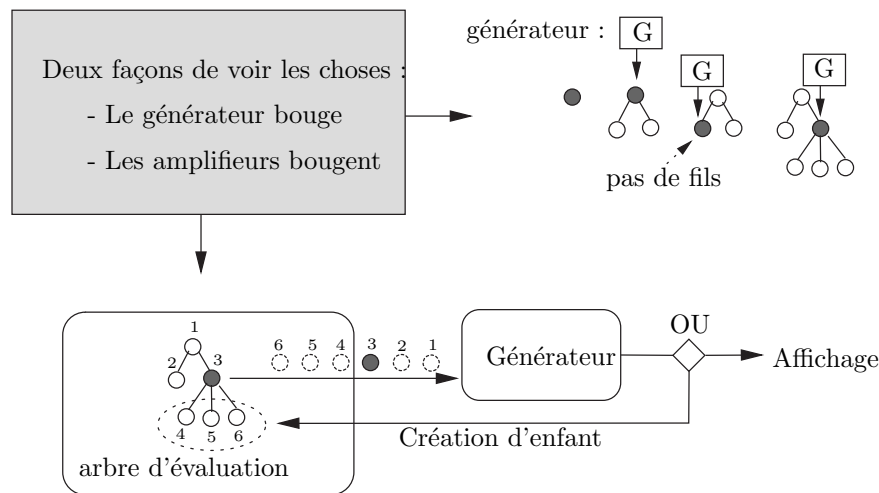 Deux façons de voir les choses :
- Le générateur bouge
- Les amplifieurs bougent
générateur :
G
G
G
pas de fils
1
2
3
4
5
6
arbre d'évaluation
6 5 4 3 2 1
Générateur
OU
Affichage
Création d'enfant